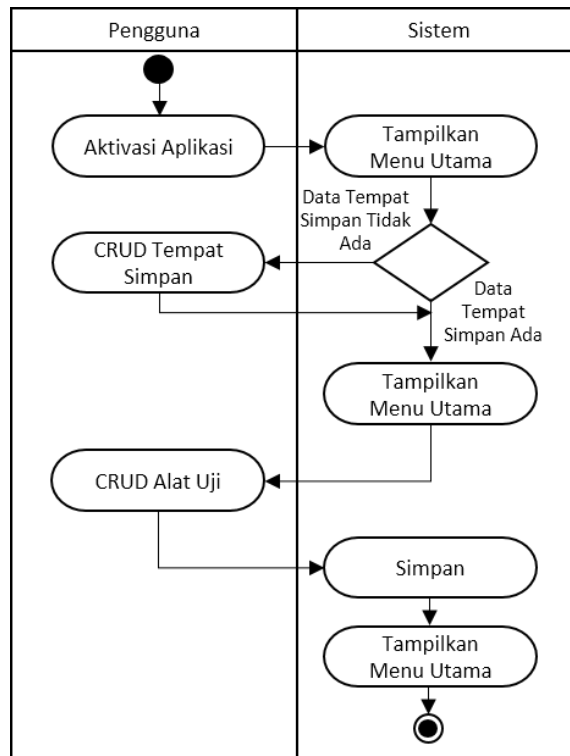 Pengguna
Sistem
Aktivasi Aplikasi
Tampilkan
Menu Utama
Data Tempat
Simpan Tidak
Ada
CRUD Tempat
Simpan
Data
Tempat
Simpan Ada
Tampilkan
Menu Utama
CRUD Alat Uji
Simpan
Tampilkan
Menu Utama